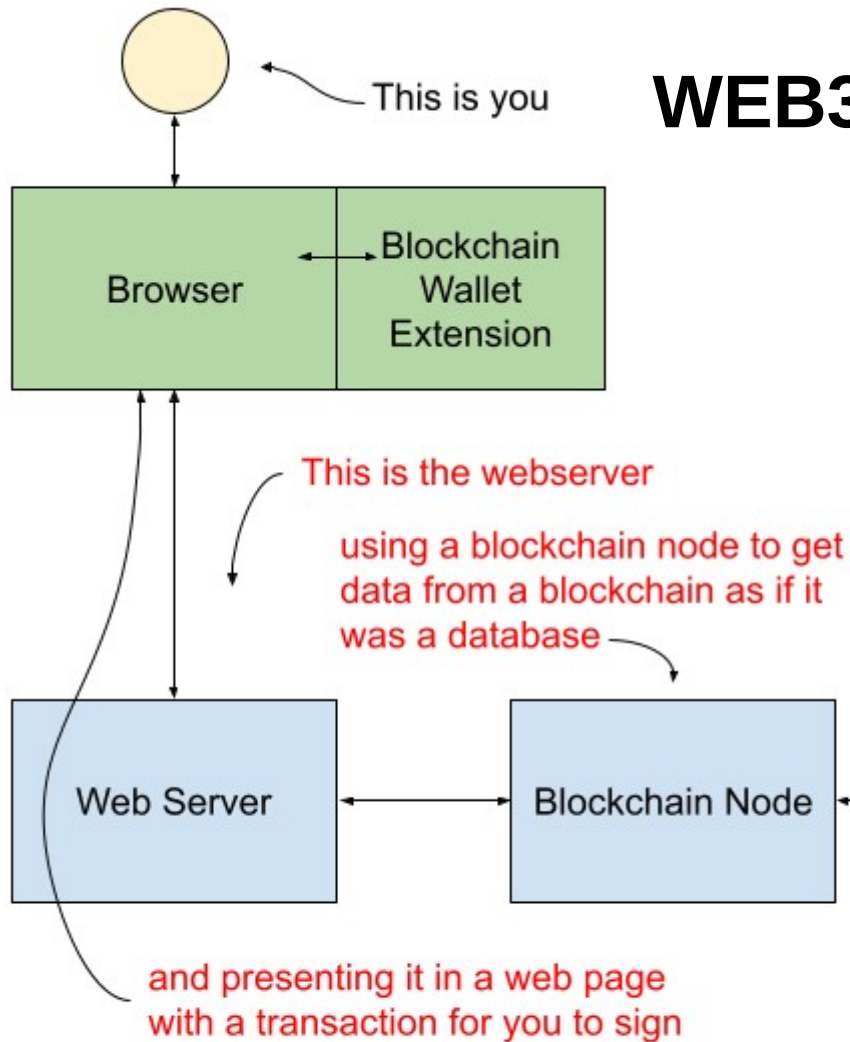 This is you
WEB3
Browser
Blockchain
Wallet
Extension
This is the webserver
using a blockchain node to get
data from a blockchain as if it
was a database
Web Server
Blockchain Node
and presenting it in a web page
with a transaction for you to sign